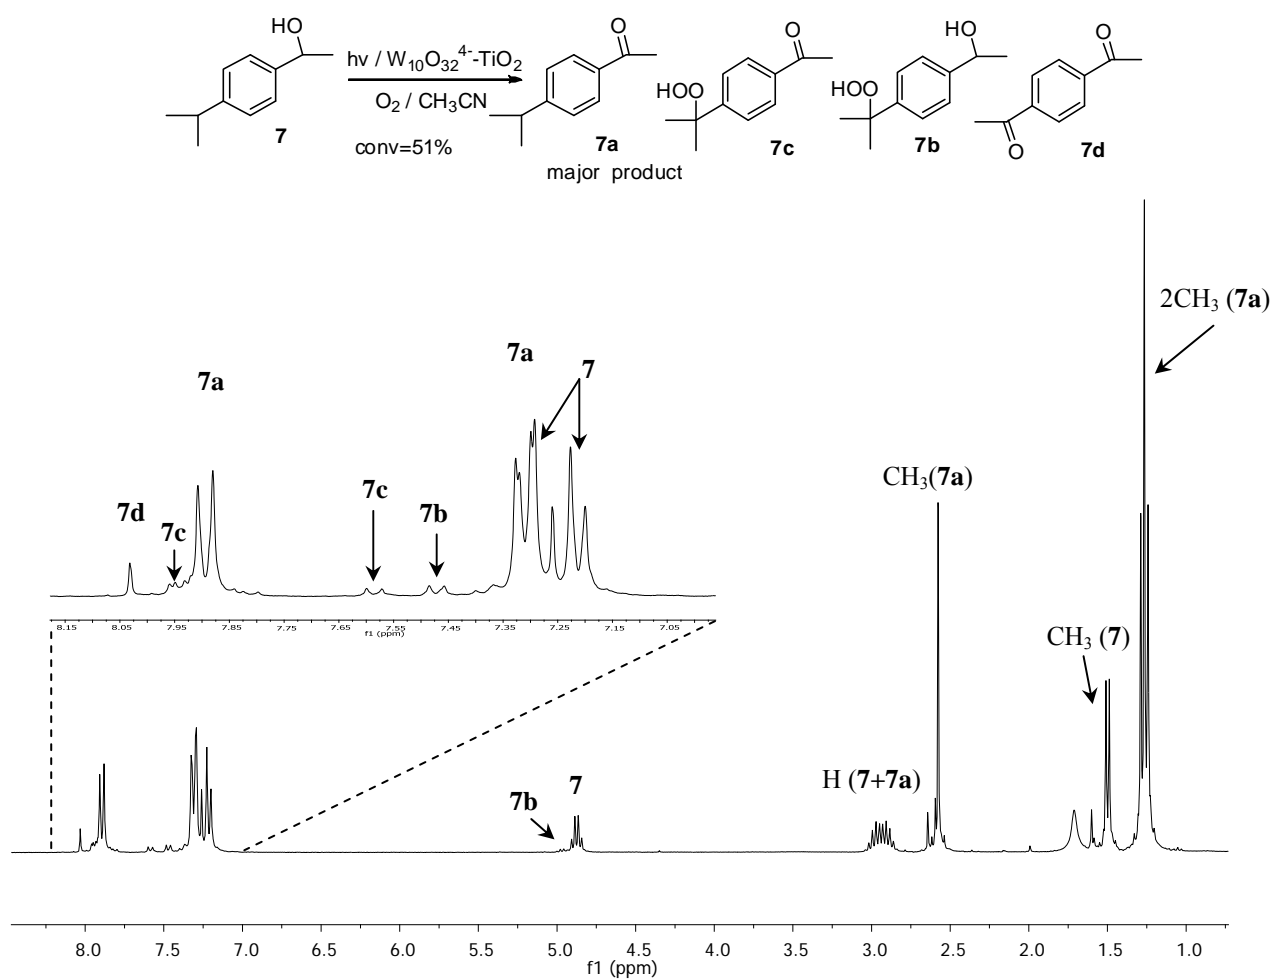 HO
O
O
HO
O
hν / W₁₀O₃₂⁴⁻-TiO₂
HOO
HOO
O₂ / CH₃CN
7
7a
7c
7b
O
7d
conv=51%
major product
2CH₃ (7a)
7a
7
7a
CH₃(7a)
7d
7c
7c
7b
8.15 8.05 7.95 7.85 7.75 7.65 7.55 7.45 7.35 7.25 7.15 7.05
f1 (ppm)
CH₃ (7)
H (7+7a)
7b
7
8.0 7.5 7.0 6.5 6.0 5.5 5.0 4.5 4.0 3.5 3.0 2.5 2.0 1.5 1.0
f1 (ppm)